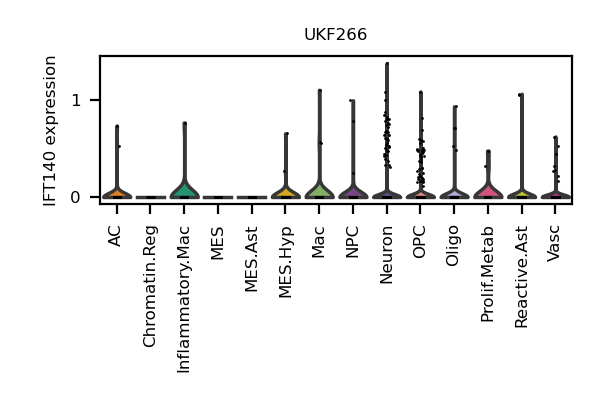 UKF266
IFT140 expression
1
0
AC
Chromatin.Reg
Inflammatory.Mac
MES
MES.Ast
MES.Hyp
Mac
NPC
Neuron
OPC
Oligo
Prolif.Metab
Reactive.Ast
Vasc